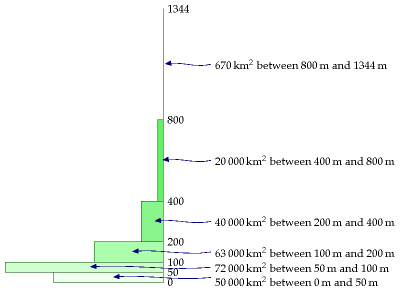 1344
670 km² between 800 m and 1344 m
800
20 000 km² between 400 m and 800 m
400
40 000 km² between 200 m and 400 m
200
63 000 km² between 100 m and 200 m
100
72 000 km² between 50 m and 100 m
50
50 000 km² between 0 m and 50 m
0